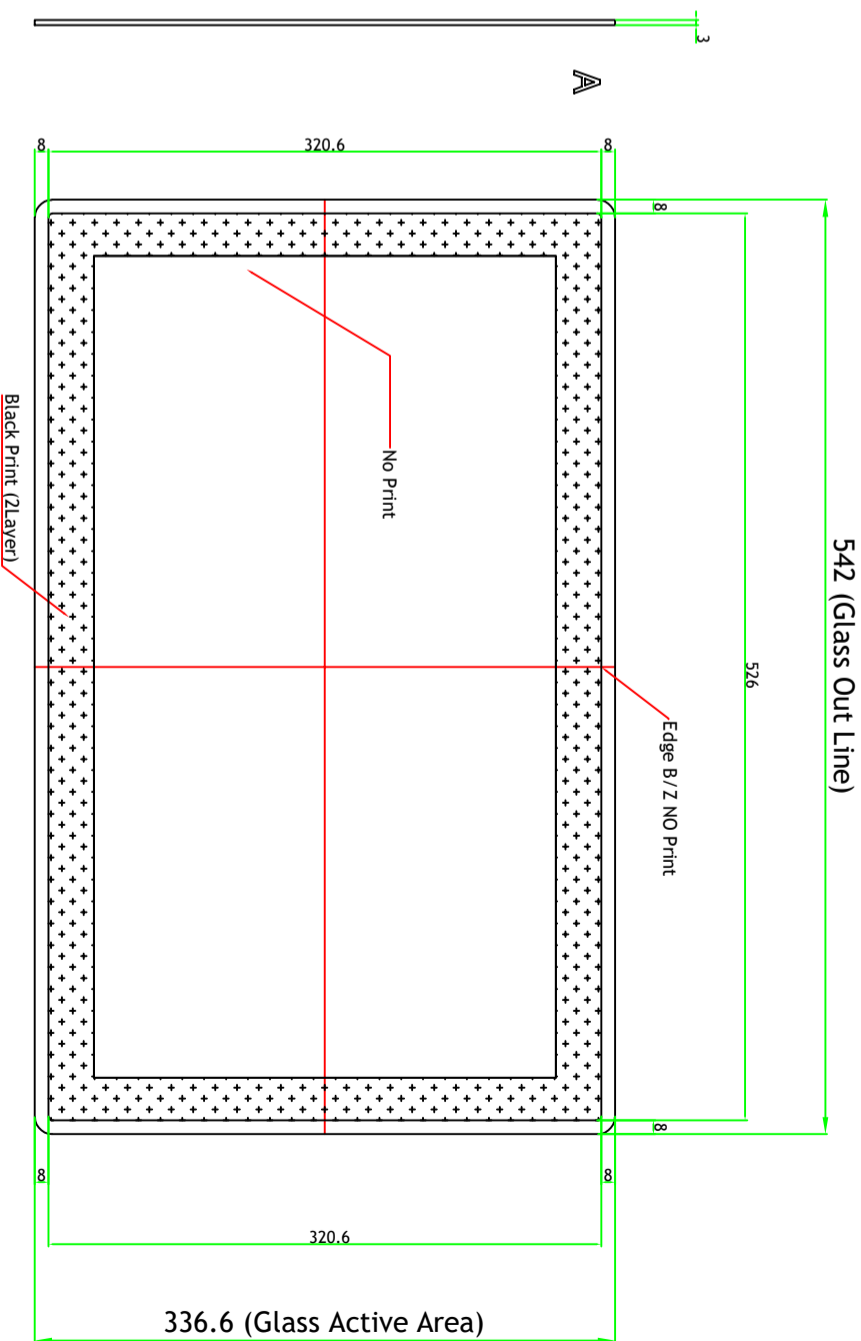 3
A
8
320.6
8
8
542 (Glass Out Line)
526
No Print
Edge B/Z NO Print
Black Print (2Layer)
8
8
8
320.6
336.6 (Glass Active Area)